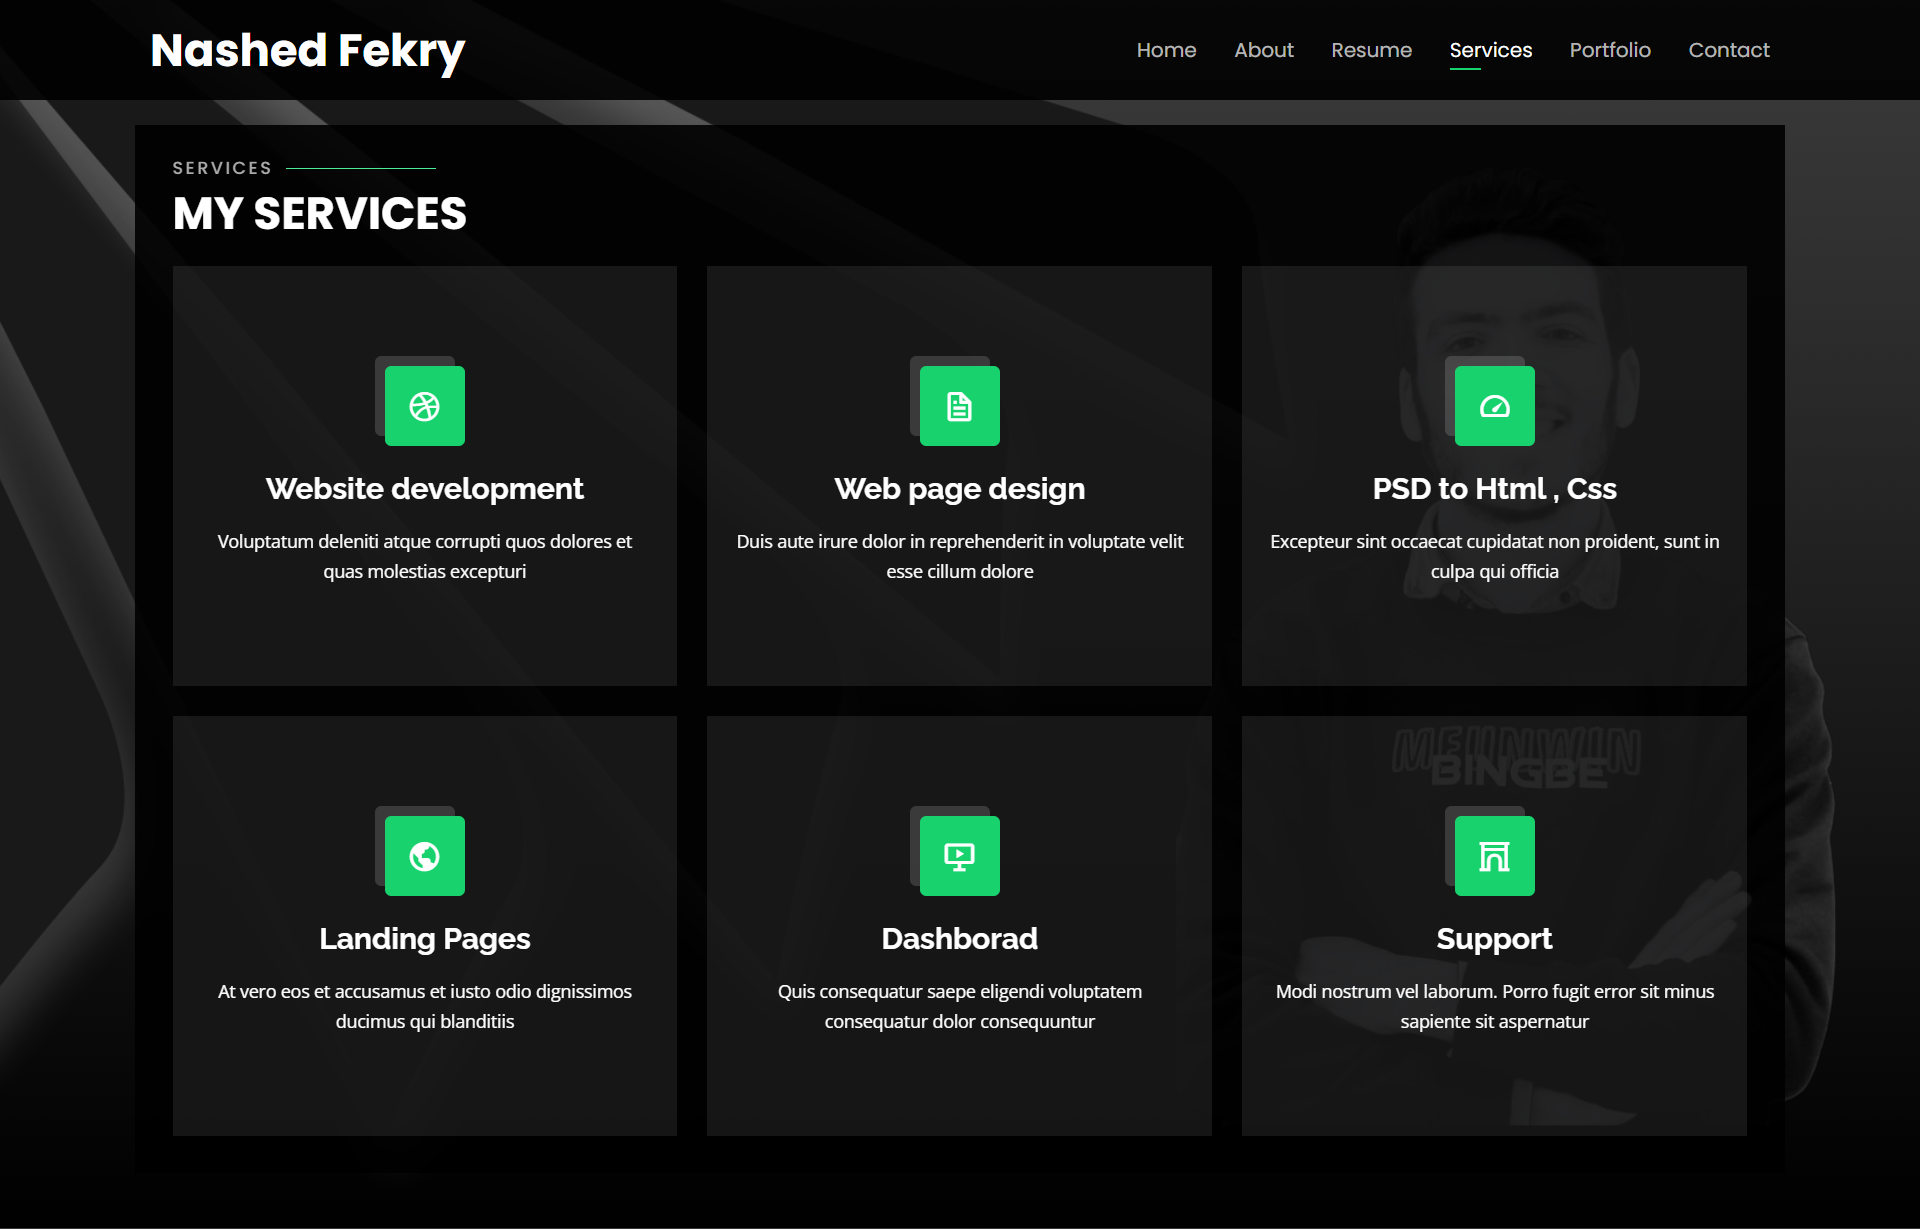 Nashed Fekry
Home About Resume Services Portfolio Contact
SERVICES
MY SERVICES
Website development
Voluptatum deleniti atque corrupti quos dolores et
quas molestias excepturi
Web page design
Duis aute irure dolor in reprehenderit in voluptate velit
esse cillum dolore
PSD to Html , Css
Excepteur sint occaecat cupidatat non proident, sunt in
culpa qui officia
Landing Pages
At vero eos et accusamus et iusto odio dignissimos
ducimus qui blanditiis
Dashborad
Quis consequatur saepe eligendi voluptatem
consequatur dolor consequuntur
MEIINWIN
BINGBE
Support
Modi nostrum vel laborum. Porro fugit error sit minus
sapiente sit aspernatur